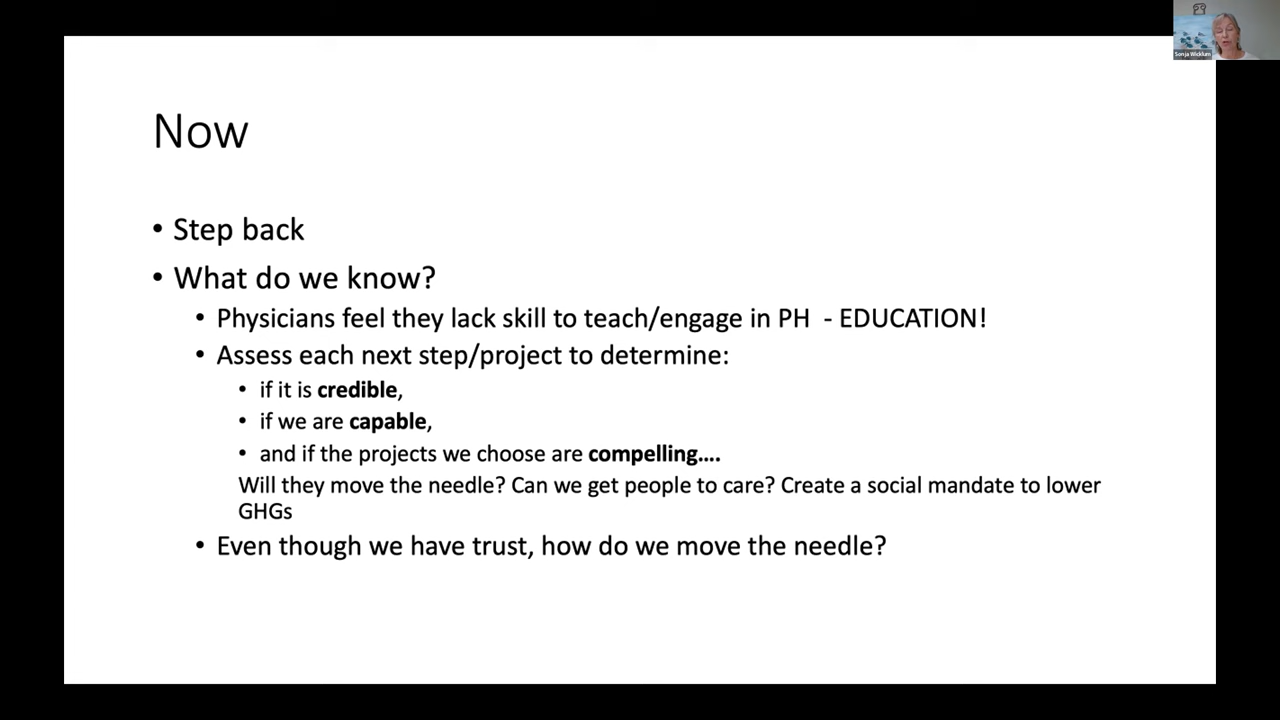 Sonja Wicklum
Now
• Step back
• What do we know?
• Physicians feel they lack skill to teach/engage in PH - EDUCATION!
• Assess each next step/project to determine:
• if it is credible,
• if we are capable,
• and if the projects we choose are compelling....
Will they move the needle? Can we get people to care? Create a social mandate to lower
GHGs
• Even though we have trust, how do we move the needle?